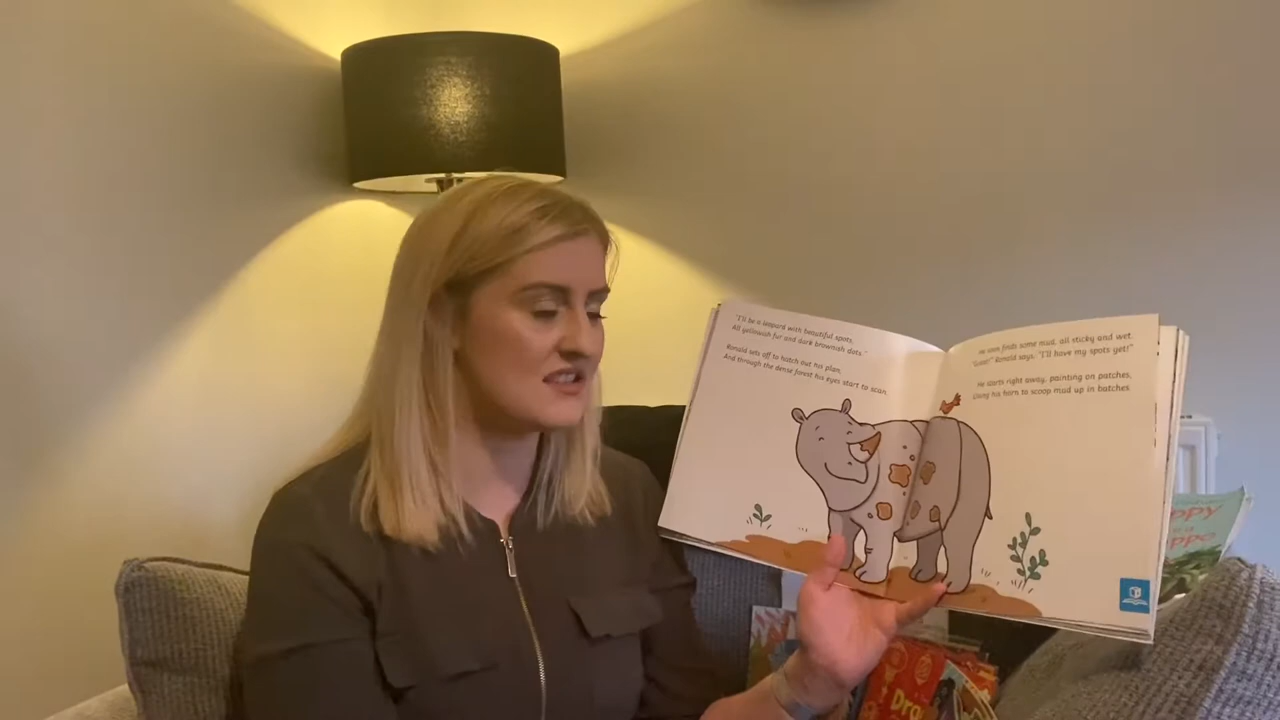 "I'll be a leopard with beautiful spots,
All yellowish fur and dark brownish dots."
Ronald sets off to hatch out his plan,
And through the dense forest his eyes start to scan.
He soon finds some mud, all sticky and wet.
Ronald says. "I'll have my spots yet!"
He starts right away, painting on patches,
Using his horn to scoop mud up in batches.
PPY
Dra